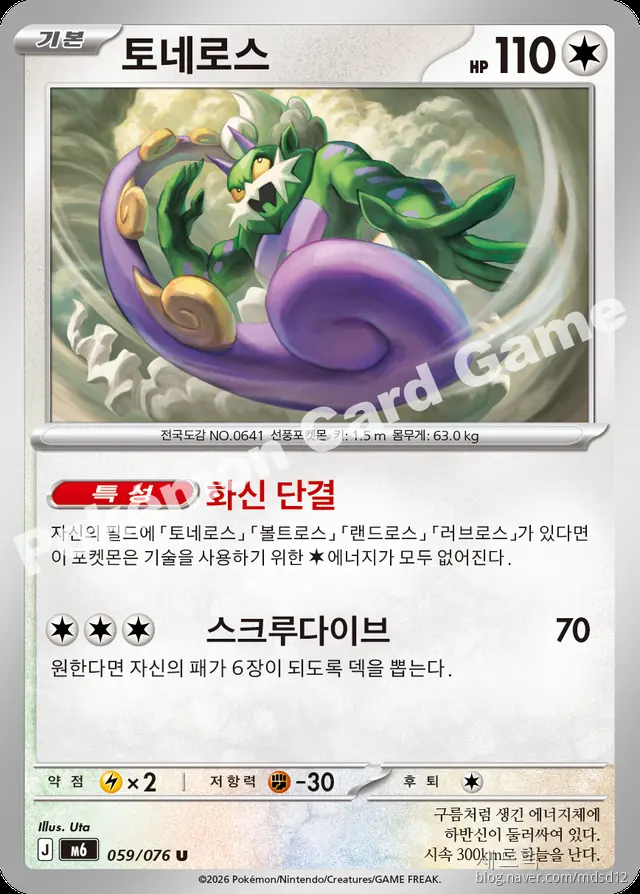 기본 토네로스 HP 110
전국도감 NO.0641 선풍포켓몬 키: 1.5 m 몸무게: 63.0 kg
특성 화신 단결
자신의 필드에 「토네로스」 「볼트로스」 「랜드로스」 「러브로스」가 있다면
이 포켓몬은 기술을 사용하기 위한 에너지가 모두 없어진다.
스크루다이브 70
원한다면 자신의 패가 6장이 되도록 덱을 뽑는다.
약점 ×2 저항력 -30 후퇴
Illus. Uta
J M6 059/076 U
구름처럼 생긴 에너지체에
하반신이 둘러싸여 있다.
시속 300km로 하늘을 난다.
©2026 Pokémon/Nintendo/Creatures/GAME FREAK.
Pokémon Card Game
blog.naver.com/mdsd12